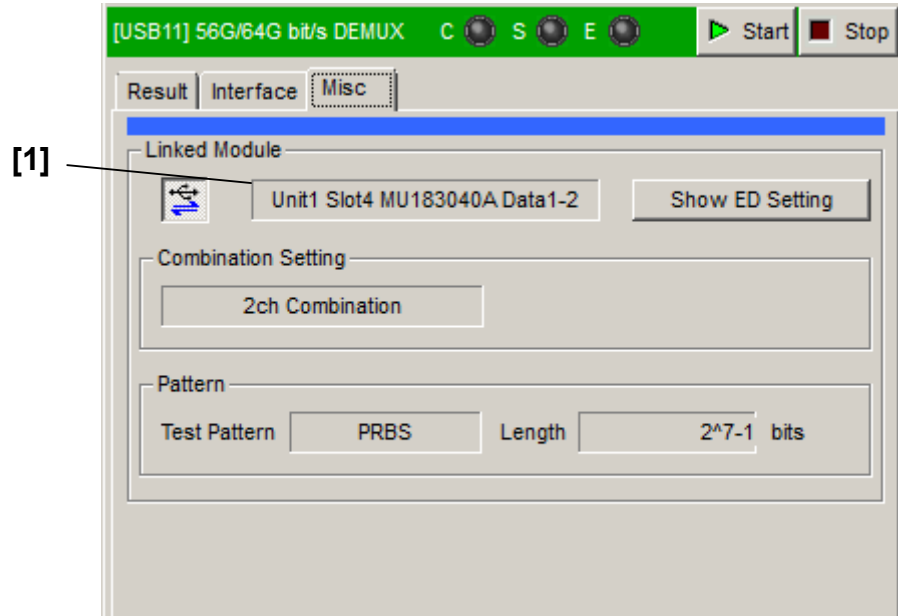 [USB11] 56G/64G bit/s DEMUX C S E Start Stop
Result Interface Misc
[1]
Linked Module
Unit1 Slot4 MU183040A Data1-2 Show ED Setting
Combination Setting
2ch Combination
Pattern
Test Pattern PRBS Length 2^7-1 bits